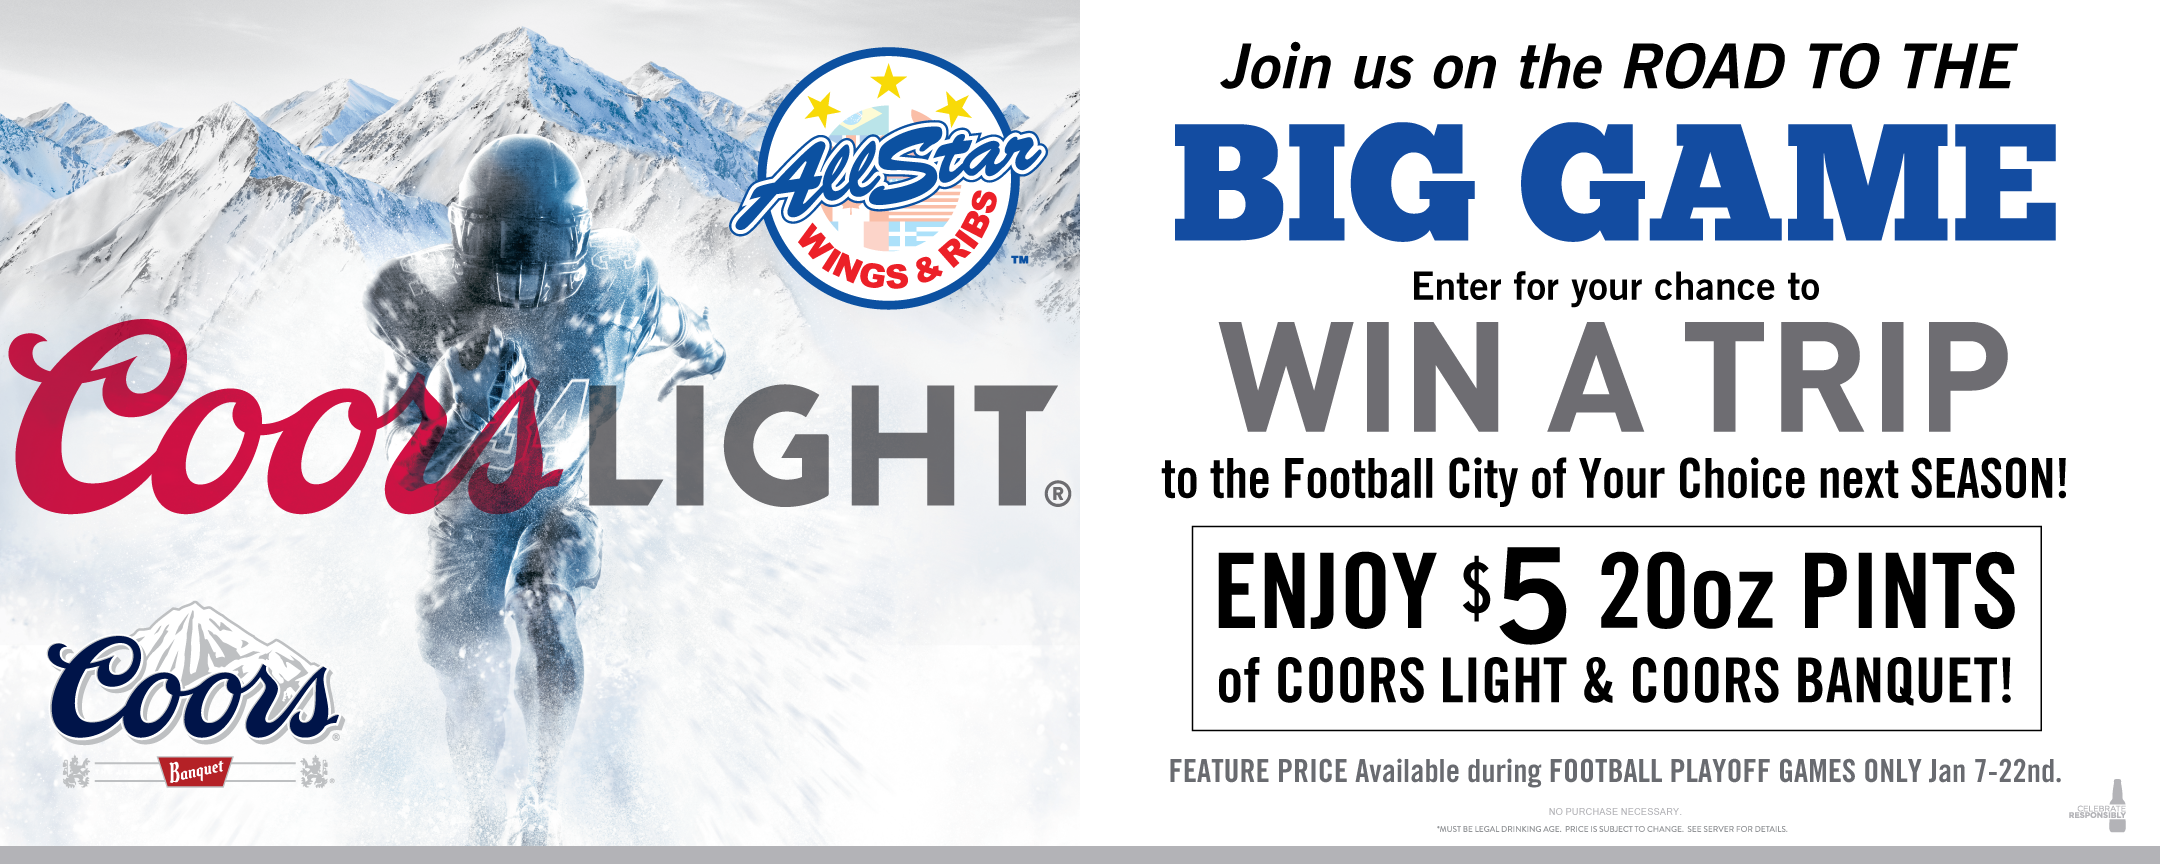 AllStar
WINGS & RIBS
TM
Coors LIGHT®
Coors®
Banquet
Join us on the ROAD TO THE
BIG GAME
Enter for your chance to
WIN A TRIP
to the Football City of Your Choice next SEASON!
ENJOY $5 20oz PINTS
of COORS LIGHT & COORS BANQUET!
FEATURE PRICE Available during FOOTBALL PLAYOFF GAMES ONLY Jan 7-22nd.
NO PURCHASE NECESSARY.
*MUST BE LEGAL DRINKING AGE. PRICE IS SUBJECT TO CHANGE. SEE SERVER FOR DETAILS.
CELEBRATE
RESPONSIBLY